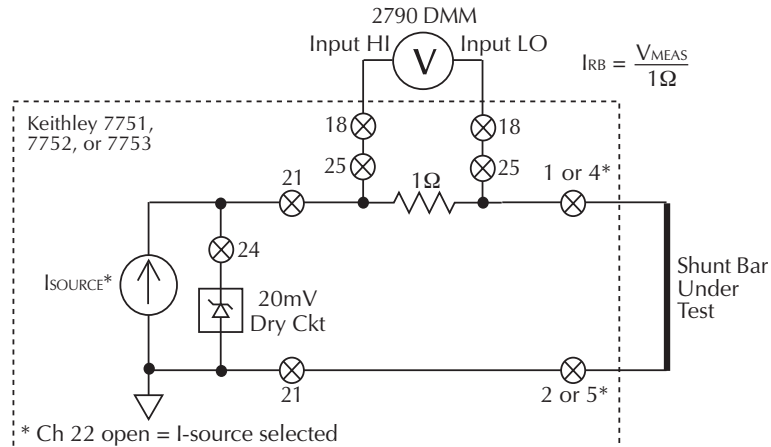 2790 DMM
Input HI
Input LO
V
IRB = VMEAS
1Ω
Keithley 7751,
7752, or 7753
18
18
25
25
21
1Ω
1 or 4*
24
ISOURCE*
20mV
Dry Ckt
Shunt Bar
Under
Test
21
2 or 5*
* Ch 22 open = I-source selected